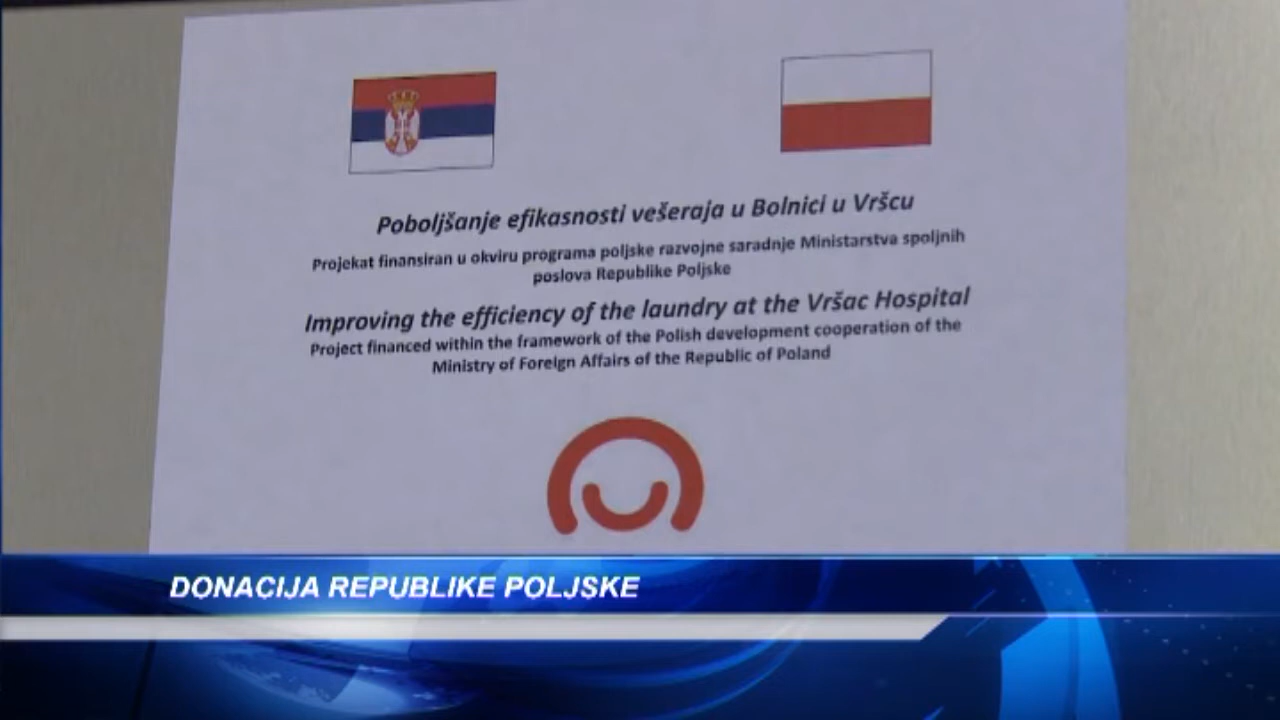 Poboljšanje efikasnosti vešeraja u Bolnici u Vršcu
Projekat finansiran u okviru programa poljske razvojne saradnje Ministarstva spoljnih
poslova Republike Poljske
Improving the efficiency of the laundry at the Vršac Hospital
Project financed within the framework of the Polish development cooperation of the
Ministry of Foreign Affairs of the Republic of Poland
DONACIJA REPUBLIKE POLJSKE